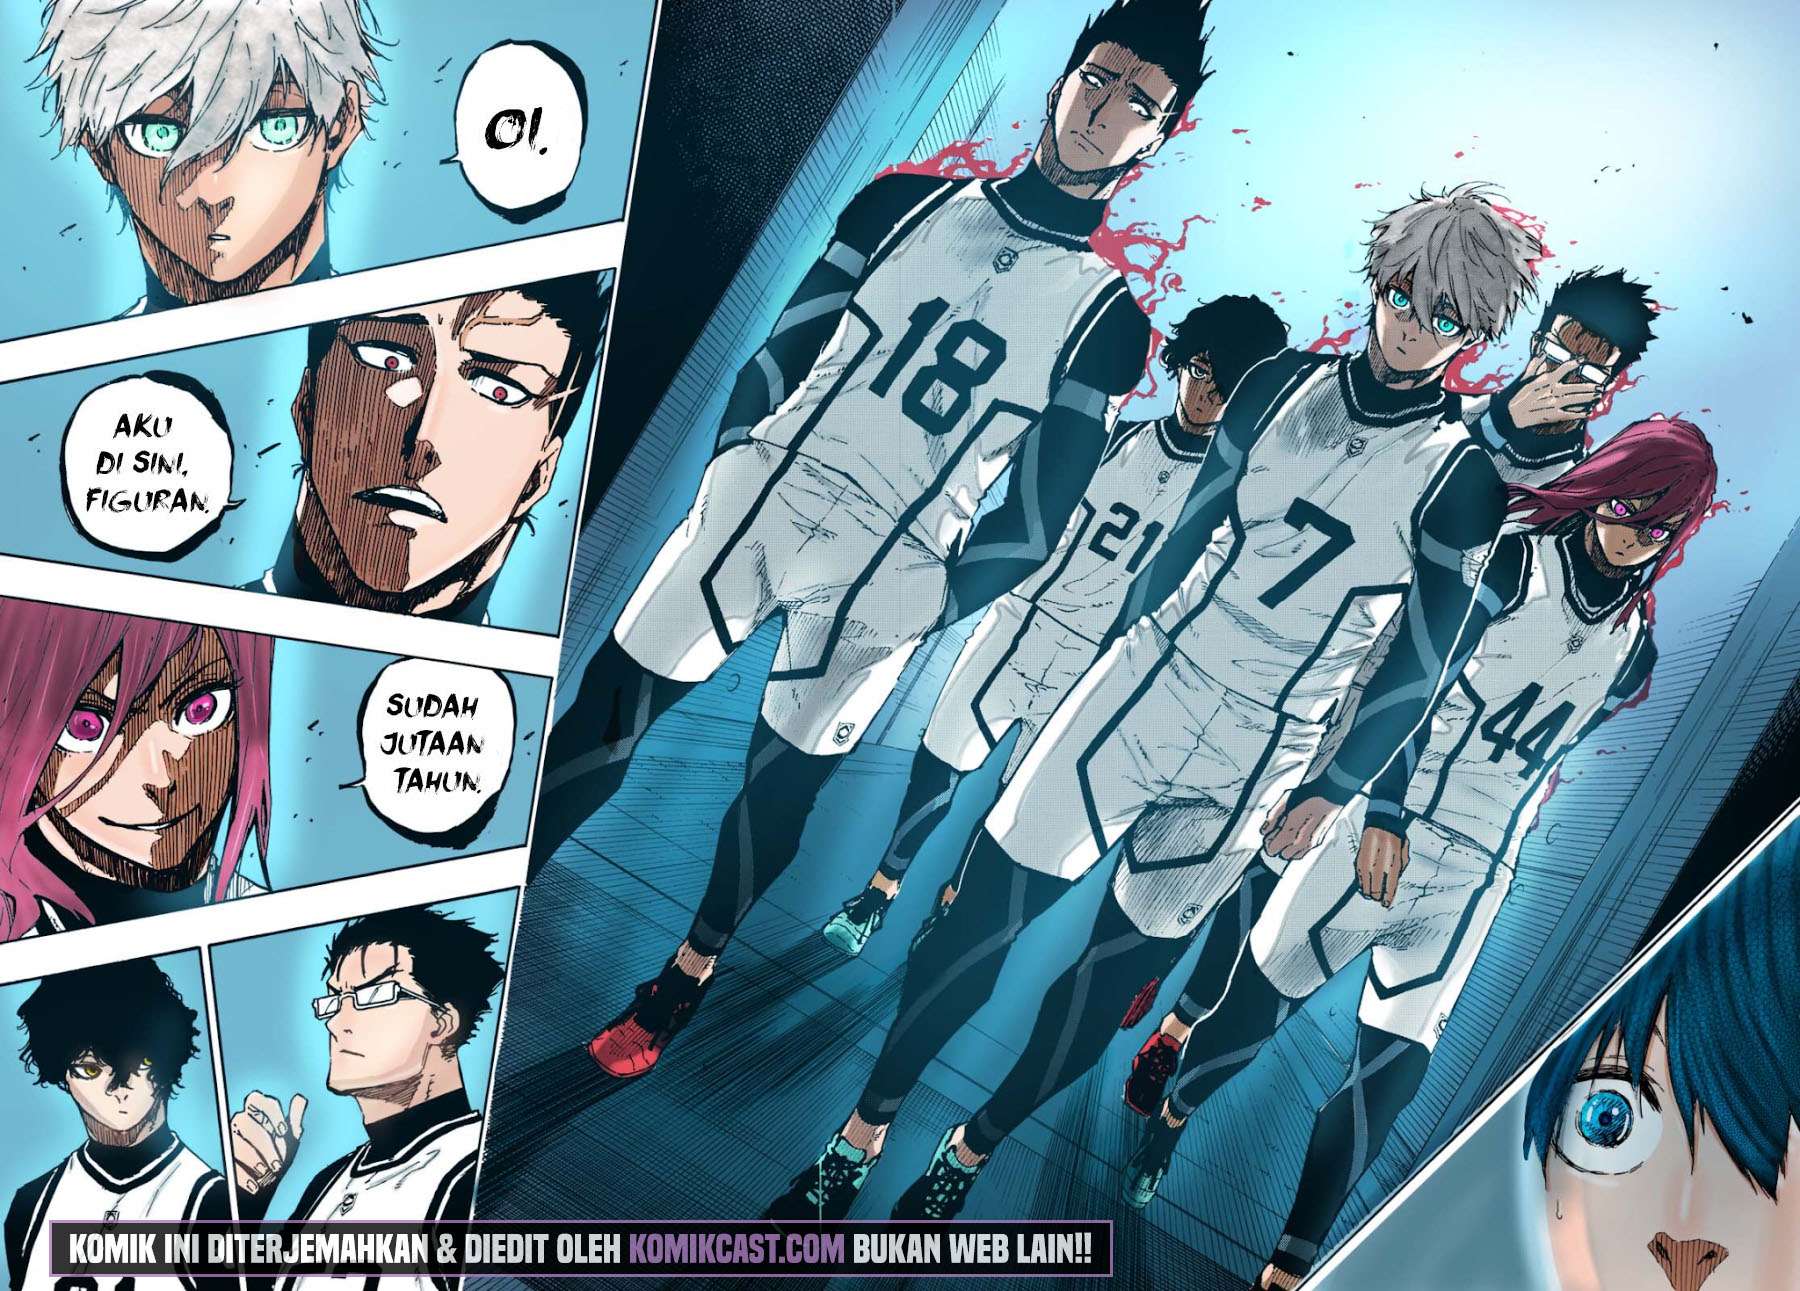 OI.
AKU
DI SINI,
FIGURAN.
SUDAH
JUTAAN
TAHUN.
18
21
7
44
KOMIK INI DITERJEMAHKAN & DIEDIT OLEH KOMIKCAST.COM BUKAN WEB LAIN!!